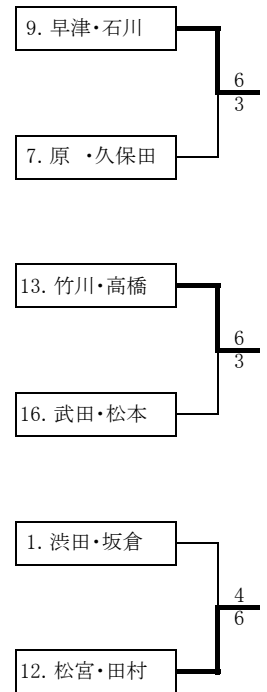 9. 早津・石川
6
3
7. 原　・久保田
13. 竹川・高橋
6
3
16. 武田・松本
1. 渋田・坂倉
4
6
12. 松宮・田村